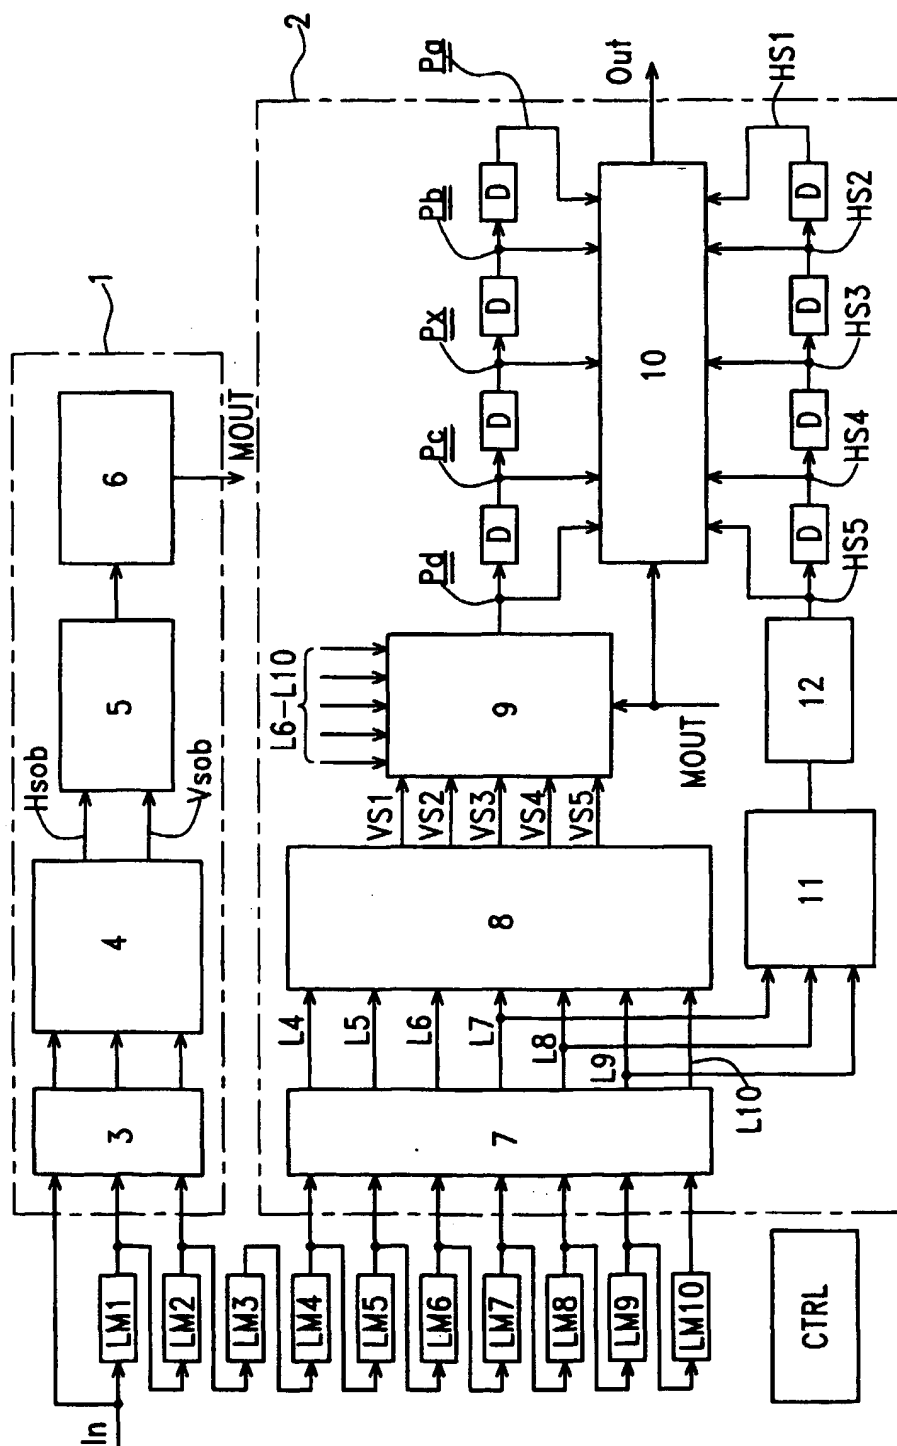 In
LM1
LM2
LM3
LM4
LM5
LM6
LM7
LM8
LM9
LM10
CTRL
1
3
4
Hsob
Vsob
5
6
MOUT
2
7
L4
L5
L6
L7
L8
L9
L10
8
VS1
VS2
VS3
VS4
VS5
L6-L10
9
MOUT
11
12
Pd
Pc
Px
Pb
Pa
D
D
D
D
10
Out
D
D
D
D
HS5
HS4
HS3
HS2
HS1